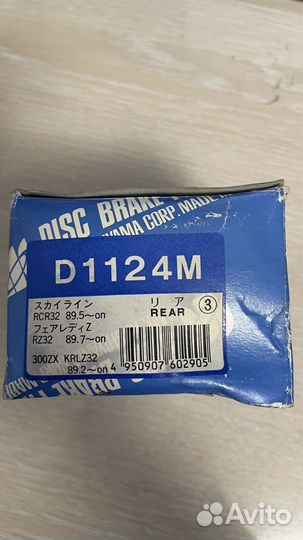 DISC BRAKE
YAMA CORP. MADE
D1124M
スカイライン リア ③
RCR32 89.5〜on REAR
フェアレディZ
RZ32 89.7〜on
300ZX KRLZ32
89.2〜on 4 950907 602905
Avito